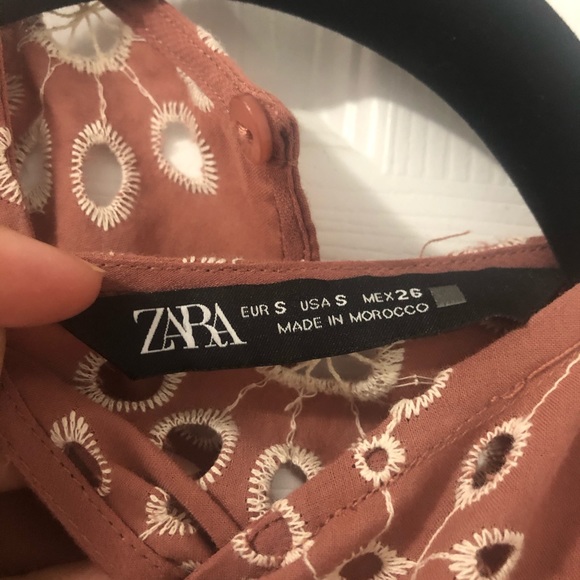 ZARA
EUR S USA S MEX 26
MADE IN MOROCCO